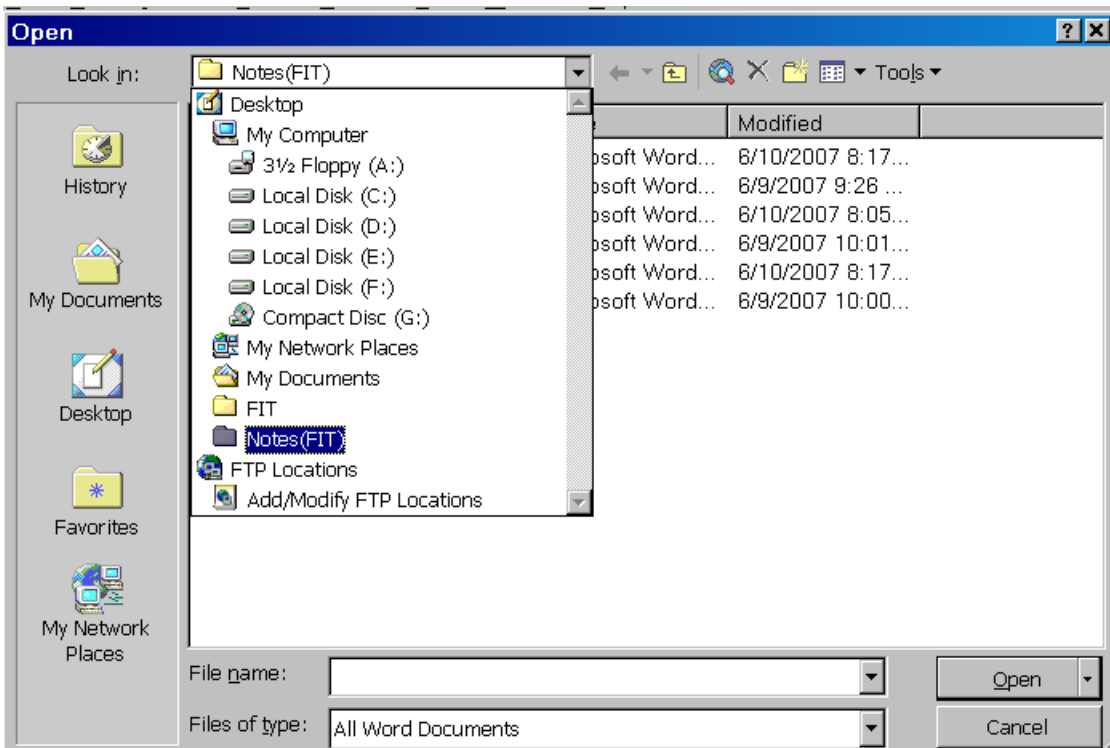 Open
Look in:
Notes(FIT)
Tools
Desktop
My Computer
3½ Floppy (A:)
Local Disk (C:)
Local Disk (D:)
Local Disk (E:)
Local Disk (F:)
Compact Disc (G:)
My Network Places
My Documents
FIT
Notes(FIT)
FTP Locations
Add/Modify FTP Locations
Modified
osoft Word... 6/10/2007 8:17...
osoft Word... 6/9/2007 9:26 ...
osoft Word... 6/10/2007 8:05...
osoft Word... 6/9/2007 10:01...
osoft Word... 6/10/2007 8:17...
osoft Word... 6/9/2007 10:00...
History
My Documents
Desktop
Favorites
My Network
Places
File name:
Open
Files of type:
All Word Documents
Cancel